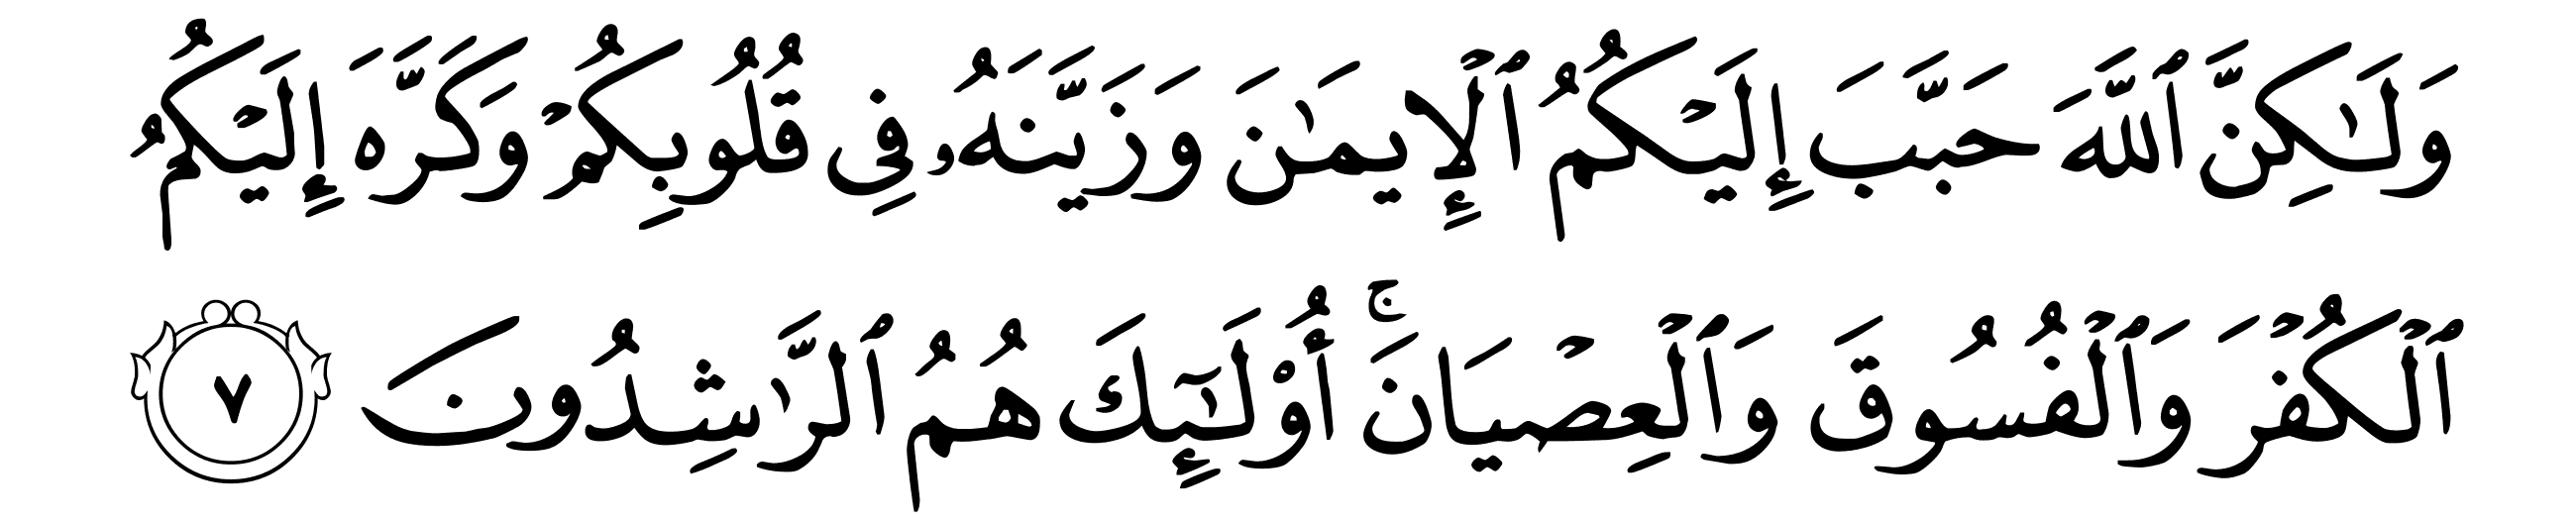 وَلَـٰكِنَّ ٱللَّهَ حَبَّبَ إِلَيْكُمُ ٱلْإِيمَـٰنَ وَزَيَّنَهُۥ فِى قُلُوبِكُمْ وَكَرَّهَ إِلَيْكُمُ
ٱلْكُفْرَ وَٱلْفُسُوقَ وَٱلْعِصْيَانَ ۚ أُو۟لَـٰٓئِكَ هُمُ ٱلرَّٰشِدُونَ ٧